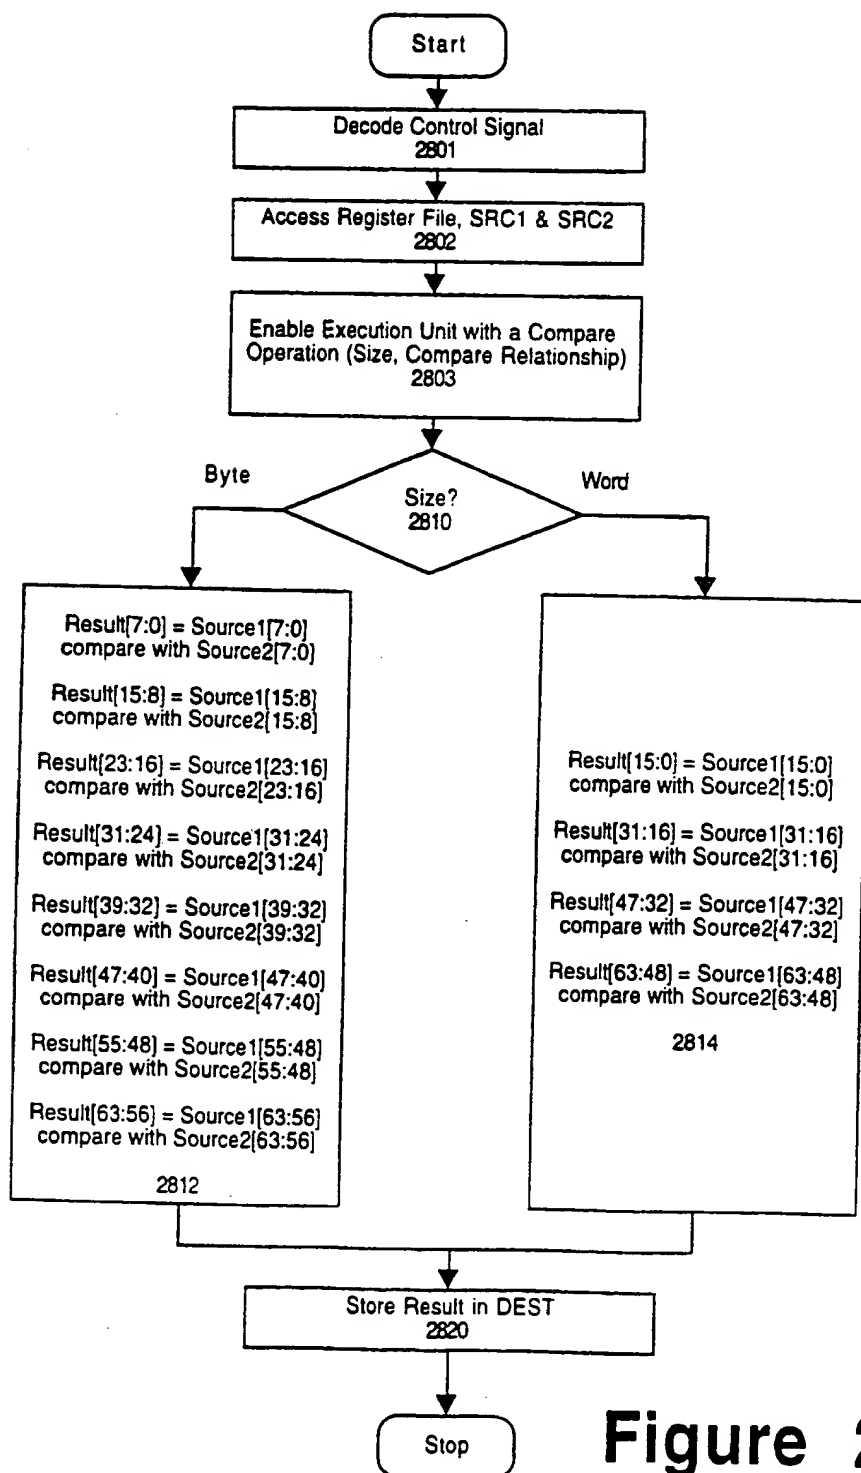 Start
Decode Control Signal
2801
Access Register File, SRC1 & SRC2
2802
Enable Execution Unit with a Compare
Operation (Size, Compare Relationship)
2803
Byte
Size?
2810
Word
Result[7:0] = Source1[7:0]
compare with Source2[7:0]
Result[15:8] = Source1[15:8]
compare with Source2[15:8]
Result[23:16] = Source1[23:16]
compare with Source2[23:16]
Result[31:24] = Source1[31:24]
compare with Source2[31:24]
Result[39:32] = Source1[39:32]
compare with Source2[39:32]
Result[47:40] = Source1[47:40]
compare with Source2[47:40]
Result[55:48] = Source1[55:48]
compare with Source2[55:48]
Result[63:56] = Source1[63:56]
compare with Source2[63:56]
2812
Result[15:0] = Source1[15:0]
compare with Source2[15:0]
Result[31:16] = Source1[31:16]
compare with Source2[31:16]
Result[47:32] = Source1[47:32]
compare with Source2[47:32]
Result[63:48] = Source1[63:48]
compare with Source2[63:48]
2814
Store Result in DEST
2820
Stop
Figure